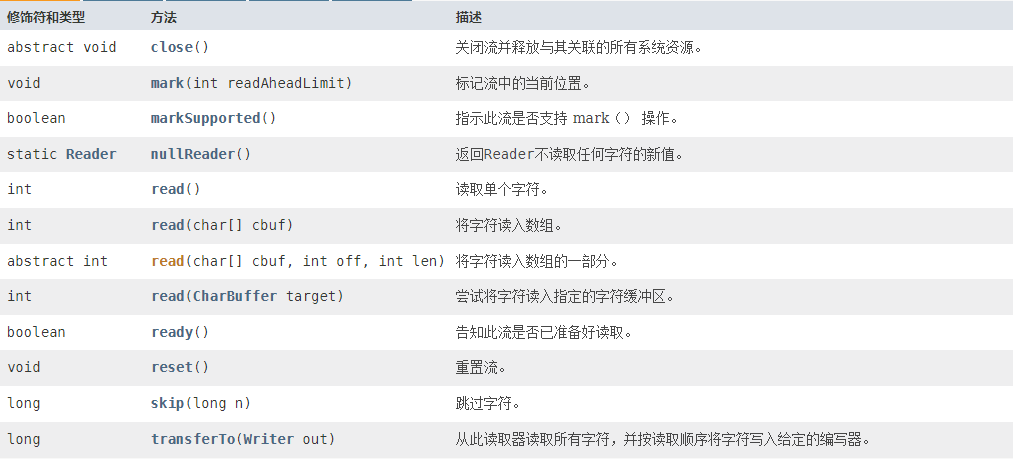 修饰符和类型 方法 描述
abstract void close() 关闭流并释放与其关联的所有系统资源。
void mark(int readAheadLimit) 标记流中的当前位置。
boolean markSupported() 指示此流是否支持 mark（） 操作。
static Reader nullReader() 返回Reader不读取任何字符的新值。
int read() 读取单个字符。
int read(char[] cbuf) 将字符读入数组。
abstract int read(char[] cbuf, int off, int len) 将字符读入数组的一部分。
int read(CharBuffer target) 尝试将字符读入指定的字符缓冲区。
boolean ready() 告知此流是否已准备好读取。
void reset() 重置流。
long skip(long n) 跳过字符。
long transferTo(Writer out) 从此读取器读取所有字符，并按读取顺序将字符写入给定的编写器。